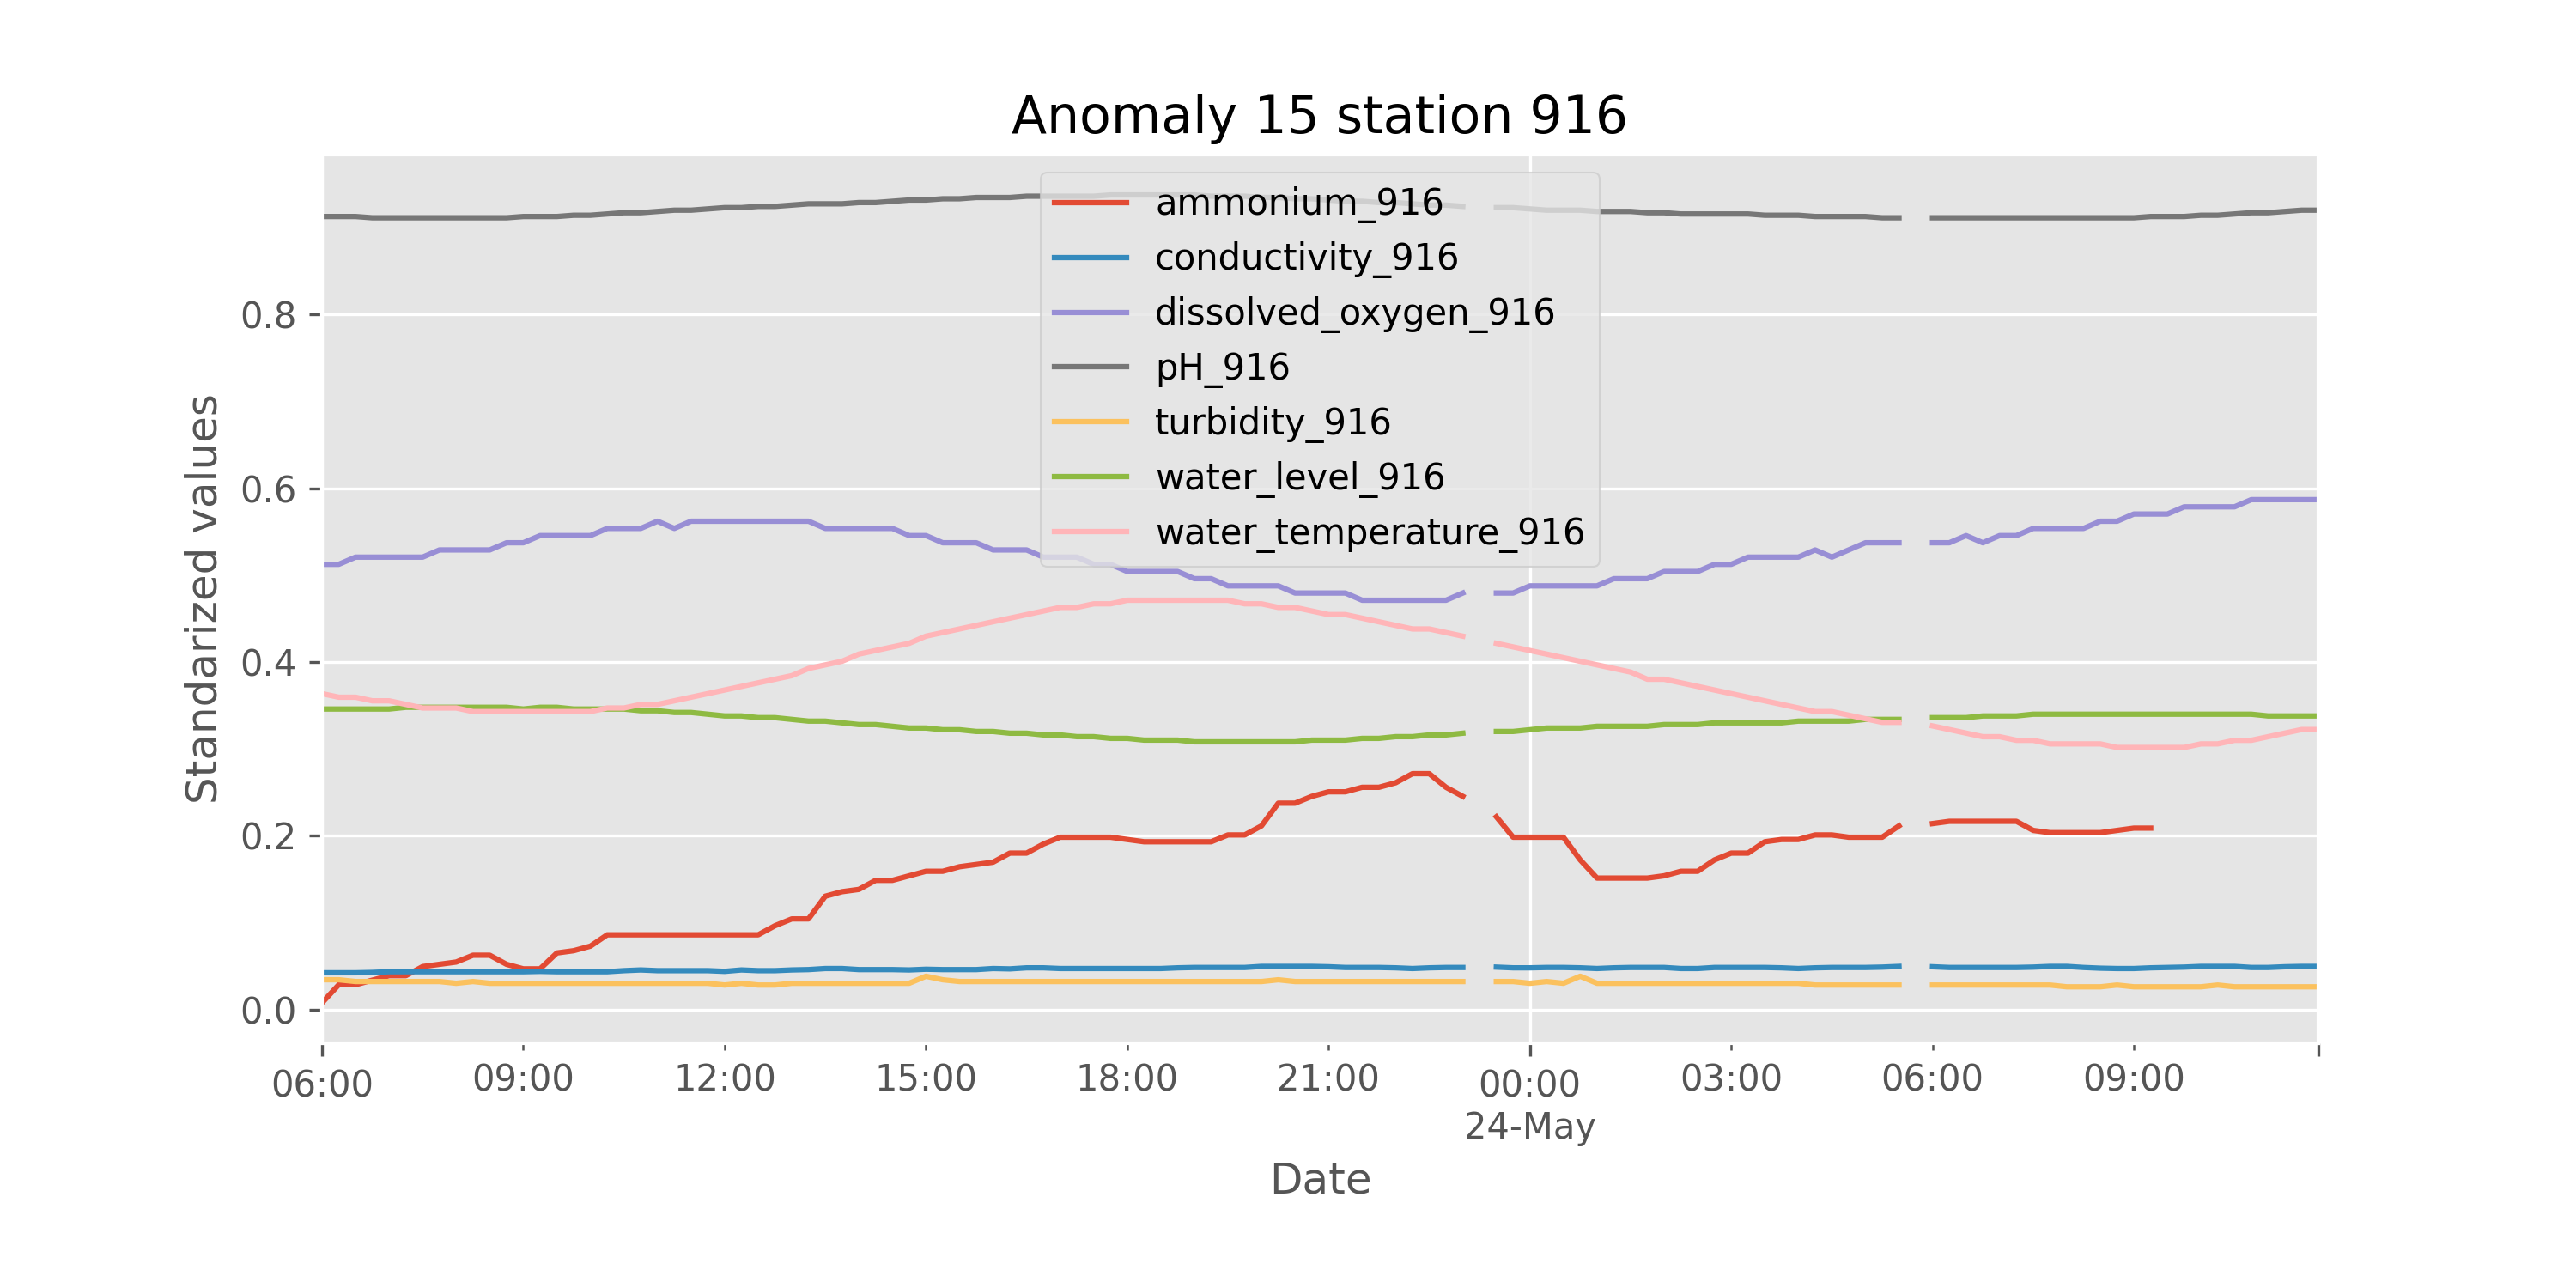 Anomaly 15 station 916
ammonium_916
conductivity_916
dissolved_oxygen_916
pH_916
turbidity_916
water_level_916
water_temperature_916
Standarized values
0.8
0.6
0.4
0.2
0.0
06:00 09:00 12:00 15:00 18:00 21:00 00:00 03:00 06:00 09:00
24-May
Date